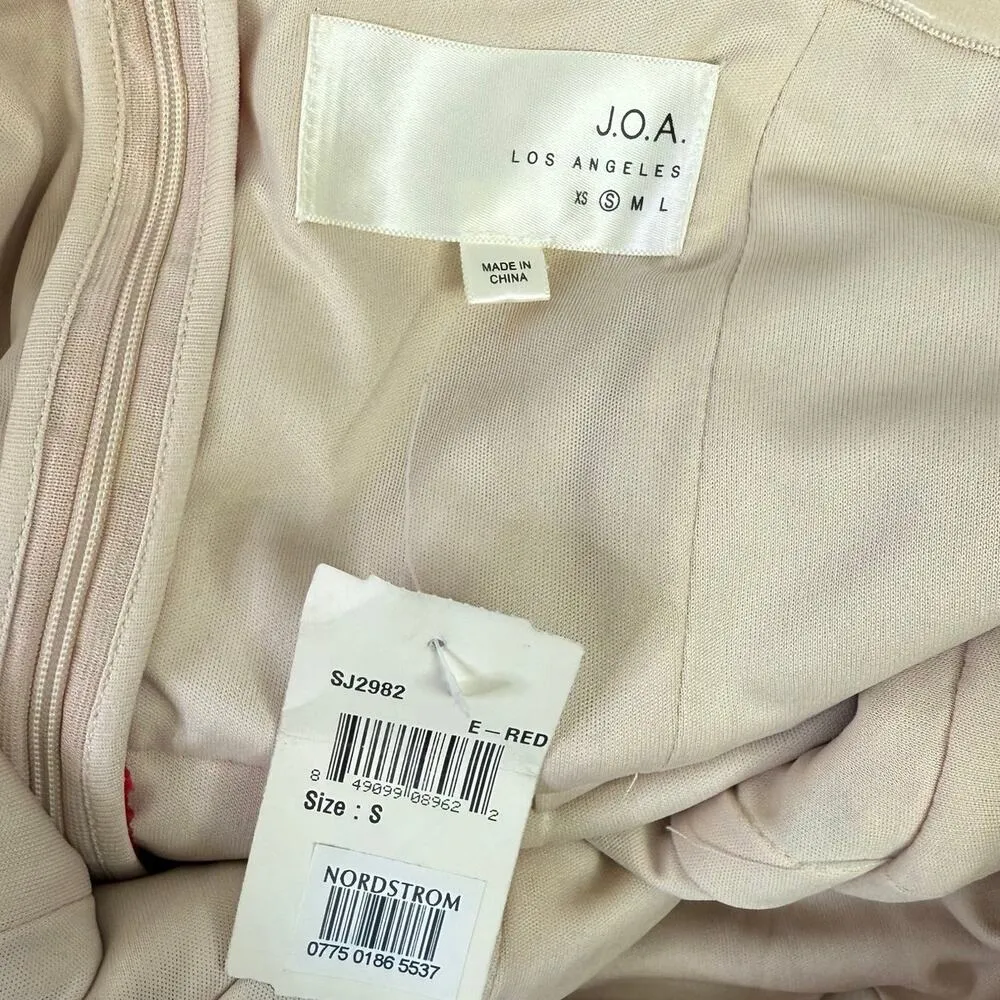 J.O.A.
LOS ANGELES
XS S M L
MADE IN
CHINA
SJ2982
E-RED
8 49099 08962 2
Size : S
NORDSTROM
0775 0186 5537